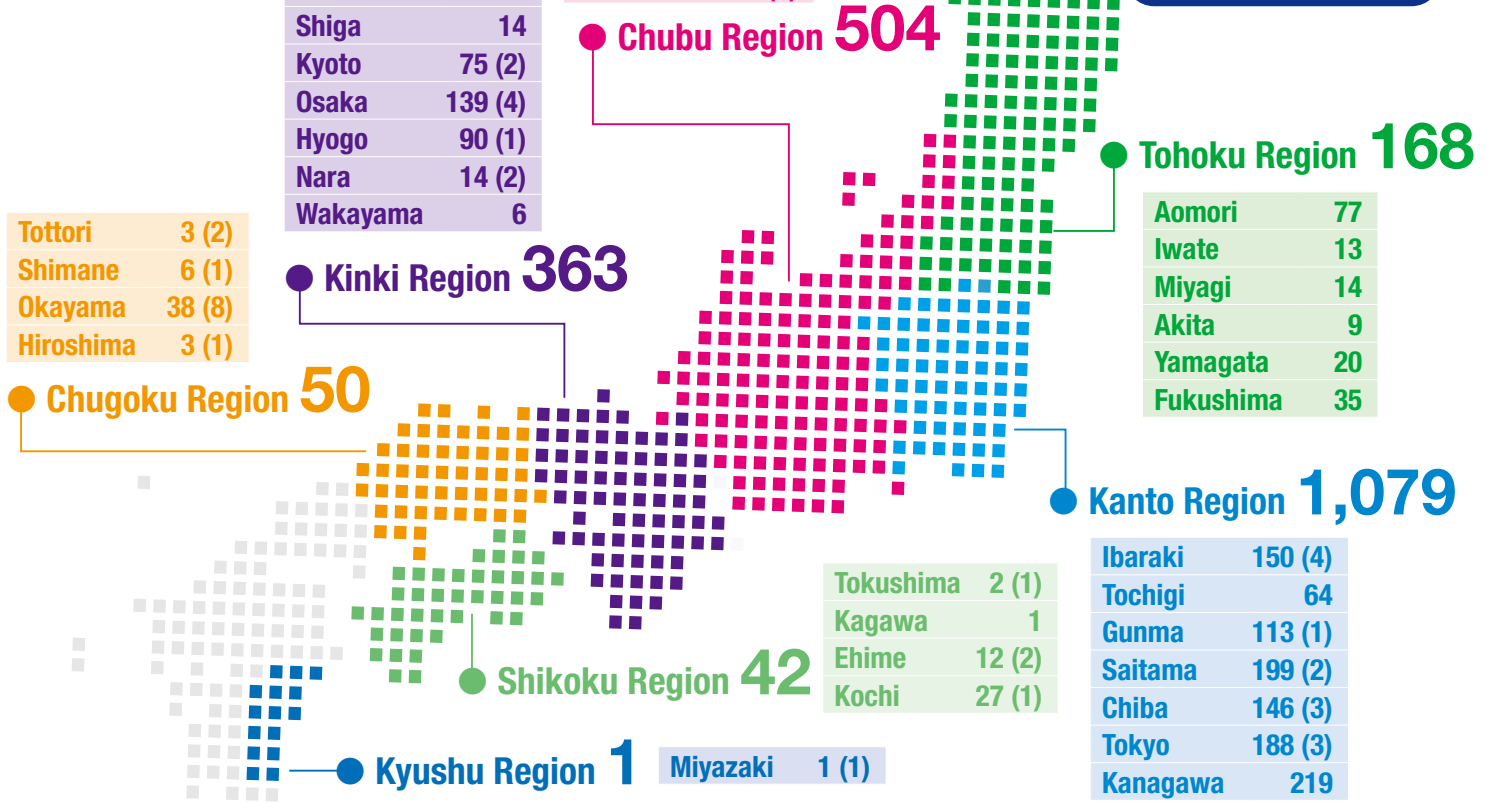 Shiga 14
Kyoto 75 (2)
Osaka 139 (4)
Hyogo 90 (1)
Nara 14 (2)
Wakayama 6
Kinki Region 363
Chubu Region 504
Tohoku Region 168
Aomori 77
Iwate 13
Miyagi 14
Akita 9
Yamagata 20
Fukushima 35
Tottori 3 (2)
Shimane 6 (1)
Okayama 38 (8)
Hiroshima 3 (1)
Chugoku Region 50
Kanto Region 1,079
Ibaraki 150 (4)
Tochigi 64
Gunma 113 (1)
Saitama 199 (2)
Chiba 146 (3)
Tokyo 188 (3)
Kanagawa 219
Tokushima 2 (1)
Kagawa 1
Ehime 12 (2)
Kochi 27 (1)
Shikoku Region 42
Kyushu Region 1
Miyazaki 1 (1)